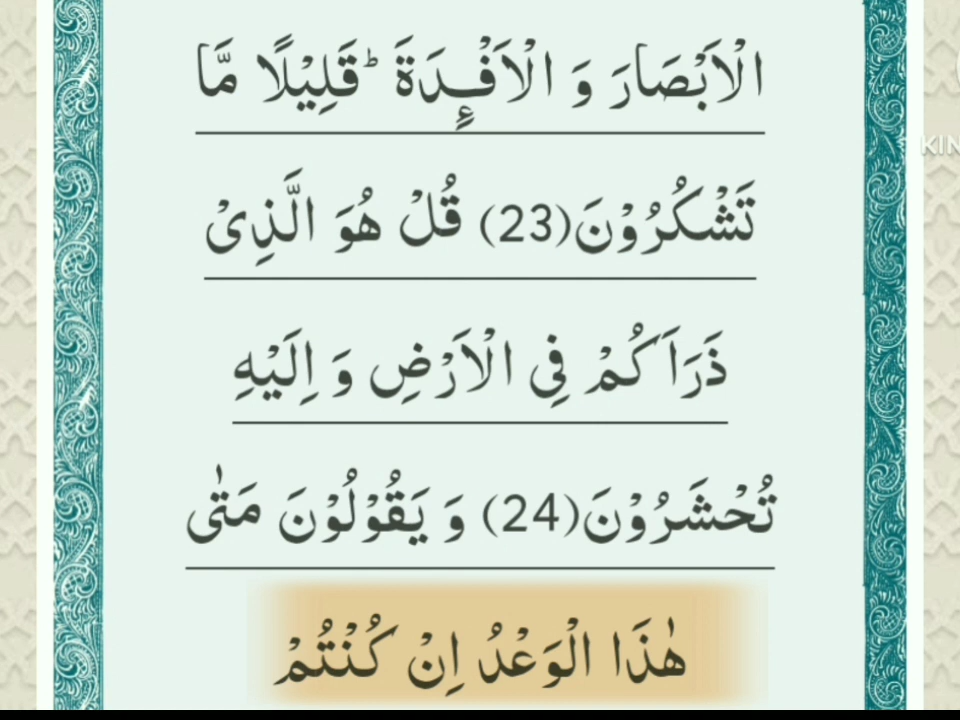 الْاَبْصَارَ وَ الْاَفْـٕدَةَ ؕ قَلِیْلًا مَّا
تَشْكُرُوْنَ(23) قُلْ هُوَ الَّذِیْ
ذَرَاَكُمْ فِی الْاَرْضِ وَ اِلَیْهِ
تُحْشَرُوْنَ(24) وَ یَقُوْلُوْنَ مَتٰى
هٰذَا الْوَعْدُ اِنْ كُنْتُمْ